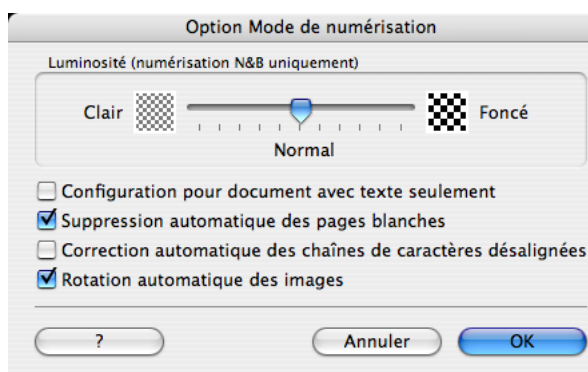 Option Mode de numérisation
Luminosité (numérisation N&B uniquement)
Clair Foncé
Normal
Configuration pour document avec texte seulement
Suppression automatique des pages blanches
Correction automatique des chaînes de caractères désalignées
Rotation automatique des images
? Annuler OK